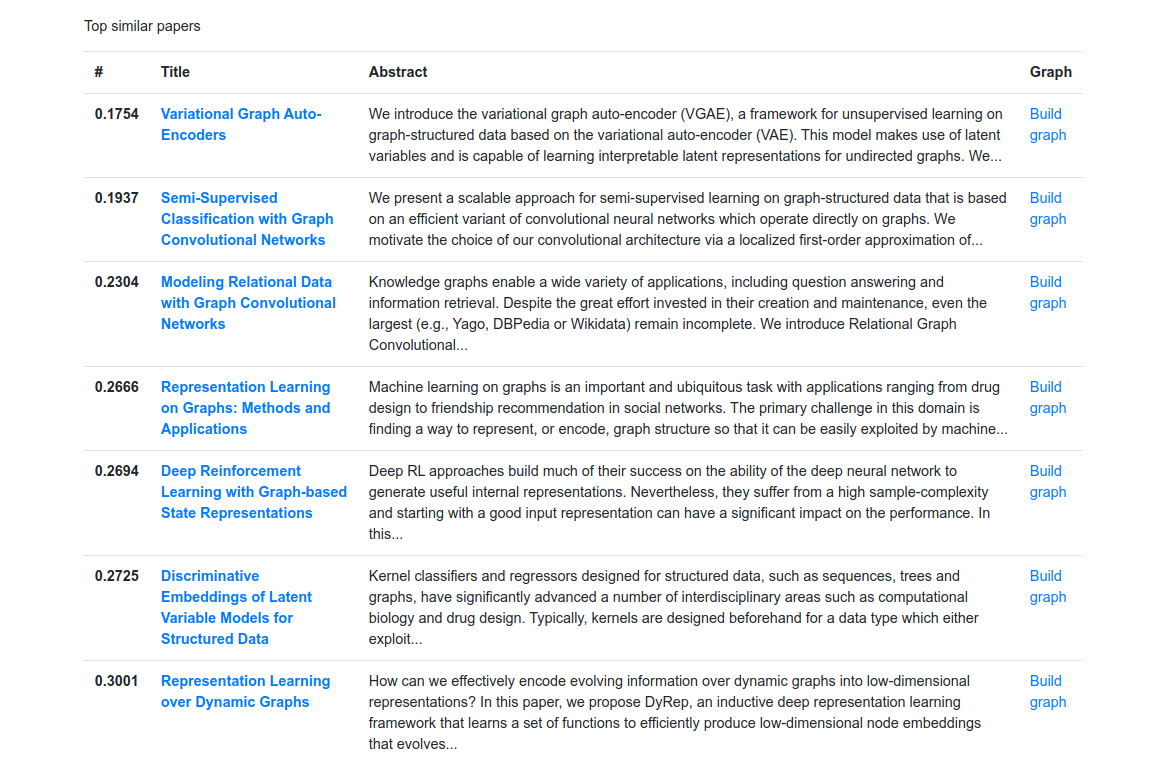 Top similar papers
# Title Abstract Graph
0.1754 Variational Graph Auto- We introduce the variational graph auto-encoder (VGAE), a framework for unsupervised learning on Build
Encoders graph-structured data based on the variational auto-encoder (VAE). This model makes use of latent graph
variables and is capable of learning interpretable latent representations for undirected graphs. We...
0.1937 Semi-Supervised We present a scalable approach for semi-supervised learning on graph-structured data that is based Build
Classification with Graph on an efficient variant of convolutional neural networks which operate directly on graphs. We graph
Convolutional Networks motivate the choice of our convolutional architecture via a localized first-order approximation of...
0.2304 Modeling Relational Data Knowledge graphs enable a wide variety of applications, including question answering and Build
with Graph Convolutional information retrieval. Despite the great effort invested in their creation and maintenance, even the graph
Networks largest (e.g., Yago, DBPedia or Wikidata) remain incomplete. We introduce Relational Graph
Convolutional...
0.2666 Representation Learning Machine learning on graphs is an important and ubiquitous task with applications ranging from drug Build
on Graphs: Methods and design to friendship recommendation in social networks. The primary challenge in this domain is graph
Applications finding a way to represent, or encode, graph structure so that it can be easily exploited by machine...
0.2694 Deep Reinforcement Deep RL approaches build much of their success on the ability of the deep neural network to Build
Learning with Graph-based generate useful internal representations. Nevertheless, they suffer from a high sample-complexity graph
State Representations and starting with a good input representation can have a significant impact on the performance. In
this...
0.2725 Discriminative Kernel classifiers and regressors designed for structured data, such as sequences, trees and Build
Embeddings of Latent graphs, have significantly advanced a number of interdisciplinary areas such as computational graph
Variable Models for biology and drug design. Typically, kernels are designed beforehand for a data type which either
Structured Data exploit...
0.3001 Representation Learning How can we effectively encode evolving information over dynamic graphs into low-dimensional Build
over Dynamic Graphs representations? In this paper, we propose DyRep, an inductive deep representation learning graph
framework that learns a set of functions to efficiently produce low-dimensional node embeddings
that evolves...